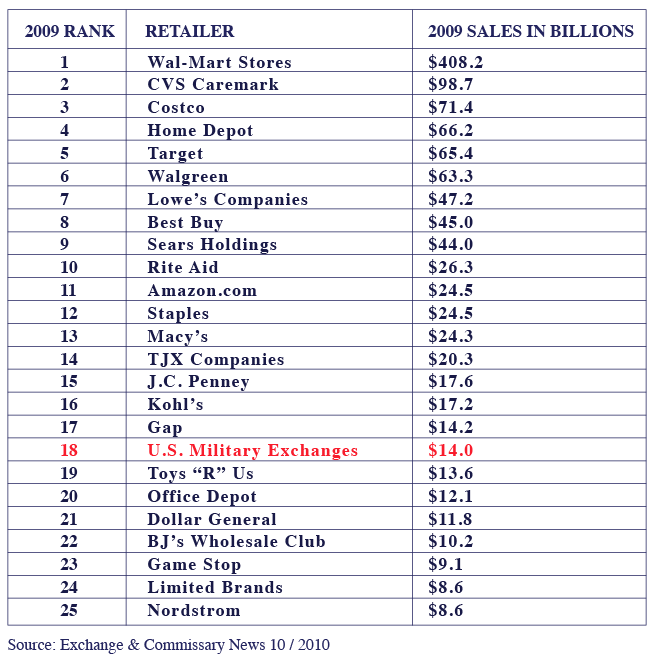 2009 RANK RETAILER 2009 SALES IN BILLIONS
1 Wal-Mart Stores $408.2
2 CVS Caremark $98.7
3 Costco $71.4
4 Home Depot $66.2
5 Target $65.4
6 Walgreen $63.3
7 Lowe’s Companies $47.2
8 Best Buy $45.0
9 Sears Holdings $44.0
10 Rite Aid $26.3
11 Amazon.com $24.5
12 Staples $24.5
13 Macy’s $24.3
14 TJX Companies $20.3
15 J.C. Penney $17.6
16 Kohl’s $17.2
17 Gap $14.2
18 U.S. Military Exchanges $14.0
19 Toys “R” Us $13.6
20 Office Depot $12.1
21 Dollar General $11.8
22 BJ’s Wholesale Club $10.2
23 Game Stop $9.1
24 Limited Brands $8.6
25 Nordstrom $8.6
Source: Exchange & Commissary News 10 / 2010